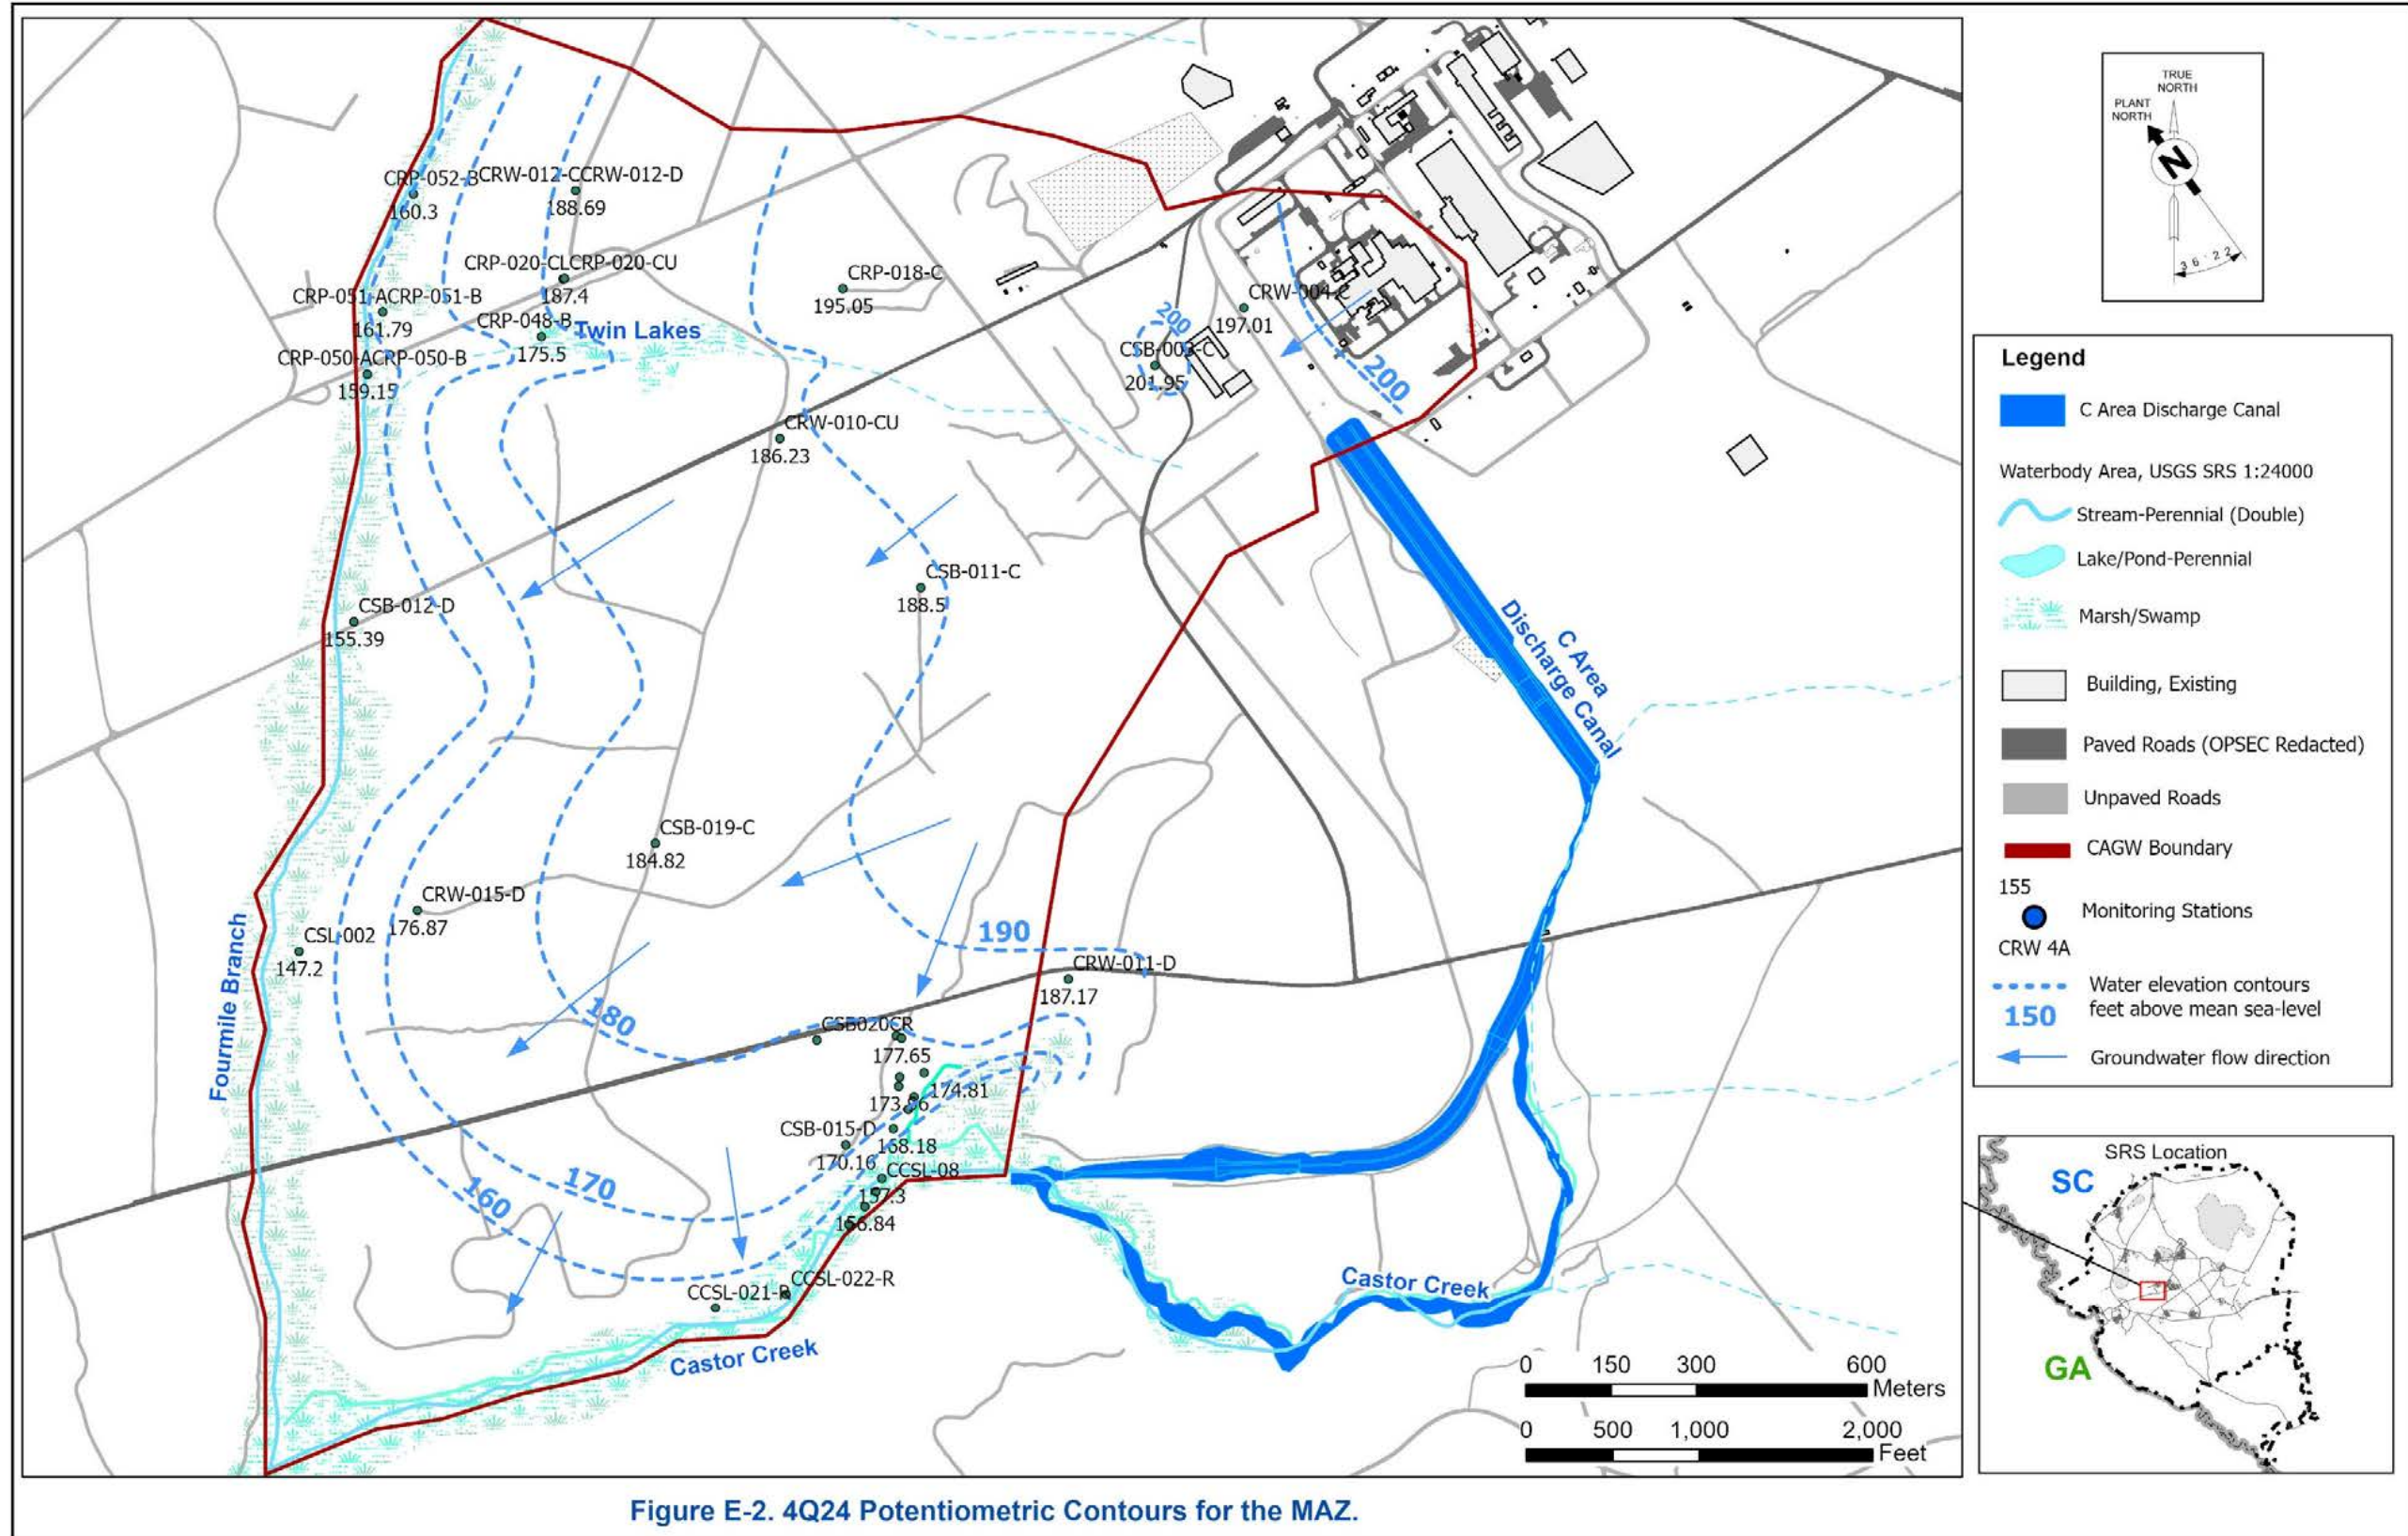 CRP-052-B
160.3
CRW-012-CCRW-012-D
188.69
CRP-020-CLCRP-020-CU
187.4
CRP-051-ACRP-051-B
161.79
CRP-048-B
175.5
Twin Lakes
CRP-050-ACRP-050-B
159.15
CRP-018-C
195.05
CRW-004-C
197.01
200
CSB-003-C
201.95
200
CRW-010-CU
186.23
CSB-011-C
188.5
CSB-012-D
155.39
C Area
Discharge Canal
CSB-019-C
184.82
CRW-015-D
176.87
CSL-002
147.2
Fourmile Branch
190
CRW-011-D
187.17
180
CSB020CR
177.65
174.81
CSB-015-D
170.16
168.18
CCSL-08
157.3
156.84
170
160
CCSL-022-R
CCSL-021-R
Castor Creek
Castor Creek
0 150 300 600
Meters
0 500 1,000 2,000
Feet
TRUE
NORTH
PLANT
NORTH
N
36°22'
Legend
C Area Discharge Canal
Waterbody Area, USGS SRS 1:24000
Stream-Perennial (Double)
Lake/Pond-Perennial
Marsh/Swamp
Building, Existing
Paved Roads (OPSEC Redacted)
Unpaved Roads
CAGW Boundary
155
Monitoring Stations
CRW 4A
Water elevation contours
feet above mean sea-level
150
Groundwater flow direction
SRS Location
SC
GA
Figure E-2. 4Q24 Potentiometric Contours for the MAZ.